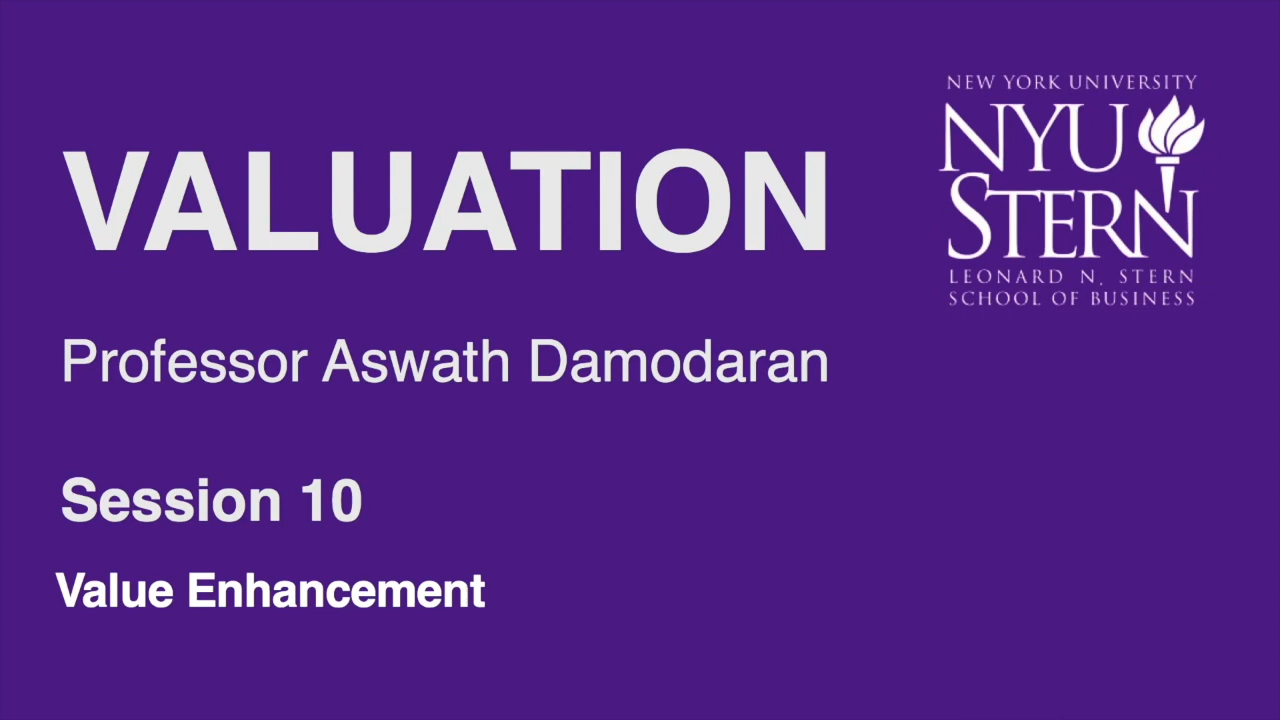 VALUATION
Professor Aswath Damodaran
Session 10
Value Enhancement
NEW YORK UNIVERSITY
NYU
STERN
LEONARD N. STERN
SCHOOL OF BUSINESS